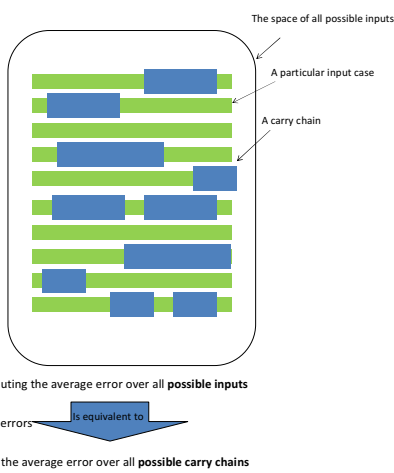 The space of all possible inputs
A particular input case
A carry chain
uting the average error over all possible inputs
Is equivalent to
errors
the average error over all possible carry chains